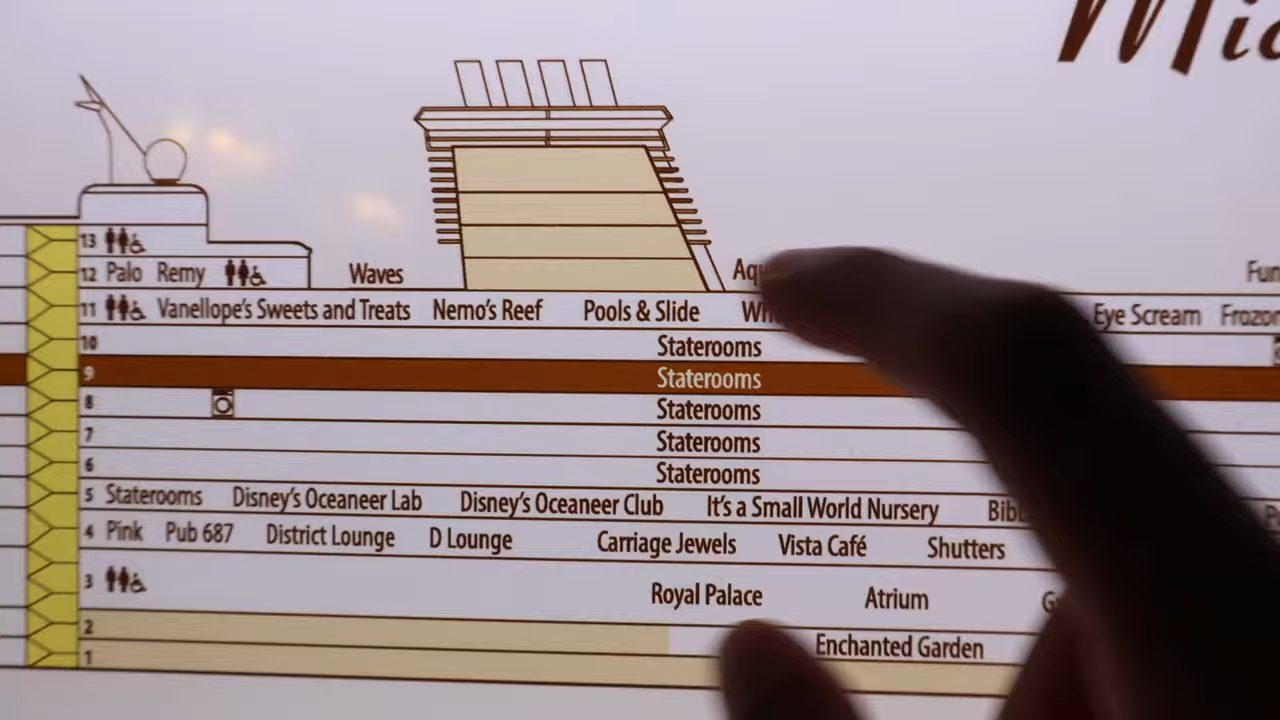 13
12 Palo Remy Waves
11 Vanellope's Sweets and Treats Nemo's Reef Pools & Slide Eye Scream
10 Staterooms
9 Staterooms
8 Staterooms
7 Staterooms
6 Staterooms
5 Staterooms Disney's Oceaneer Lab Disney's Oceaneer Club It's a Small World Nursery
4 Pink Pub 687 District Lounge D Lounge Carriage Jewels Vista Café Shutters
3 Royal Palace Atrium
2 Enchanted Garden
1